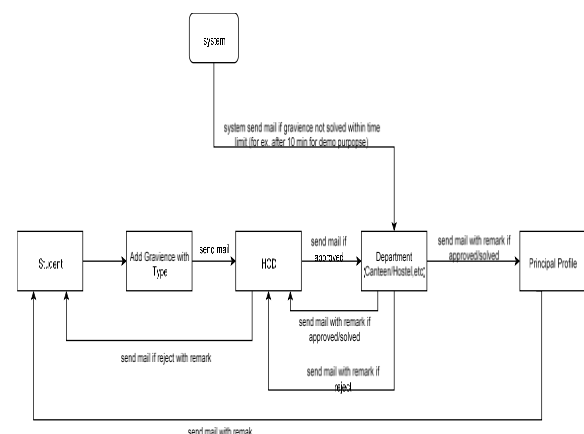 system
system send mail if gravience not solved within time
limit (for ex. after 10 min for demo purpopse)
Student
Add Gravience with
Type
send mail
HOD
send mail if
approved
Department
(Canteen/Hostel,etc)
send mail with remark if
approved/solved
Principal Profile
send mail with remark if
approved/solved
send mail if reject with remark
send mail with remark if
reject
send mail with remak